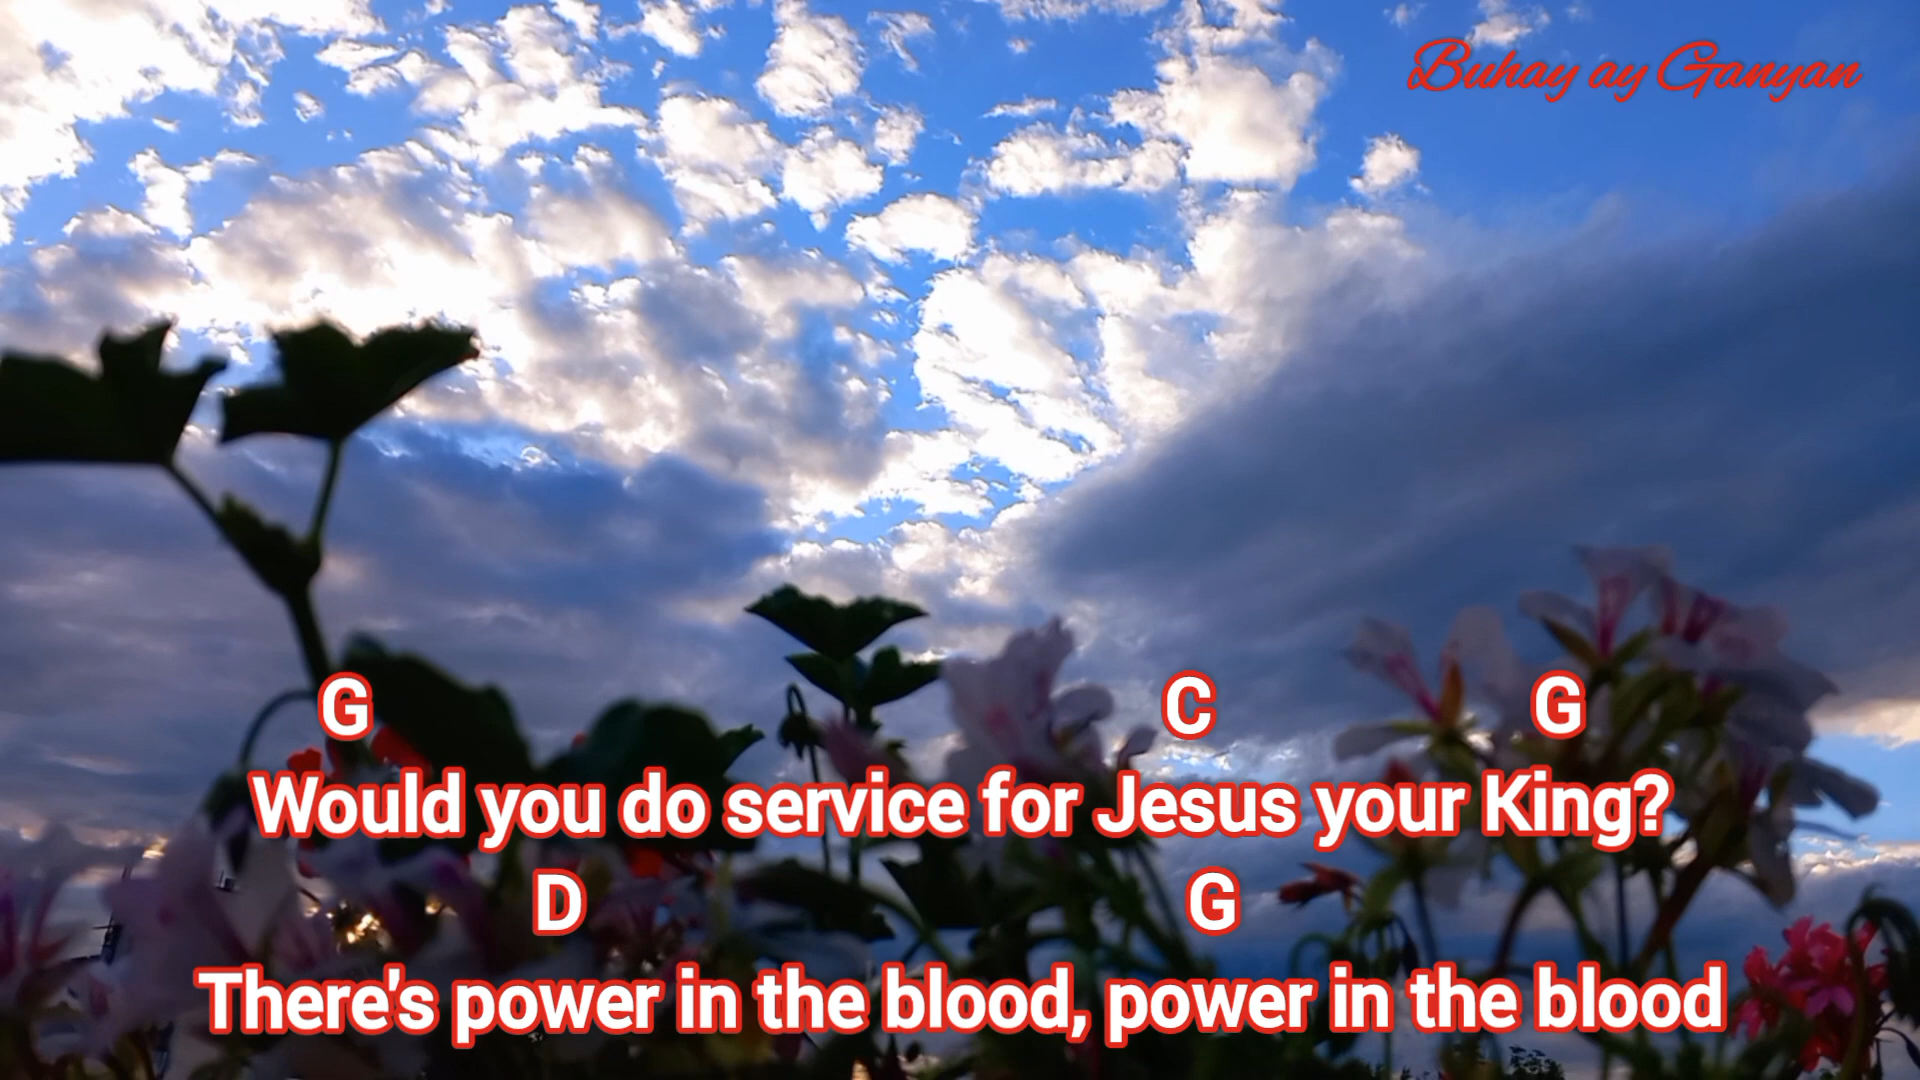 Buhay ay Ganyan
G C G
Would you do service for Jesus your King?
D G
There's power in the blood, power in the blood